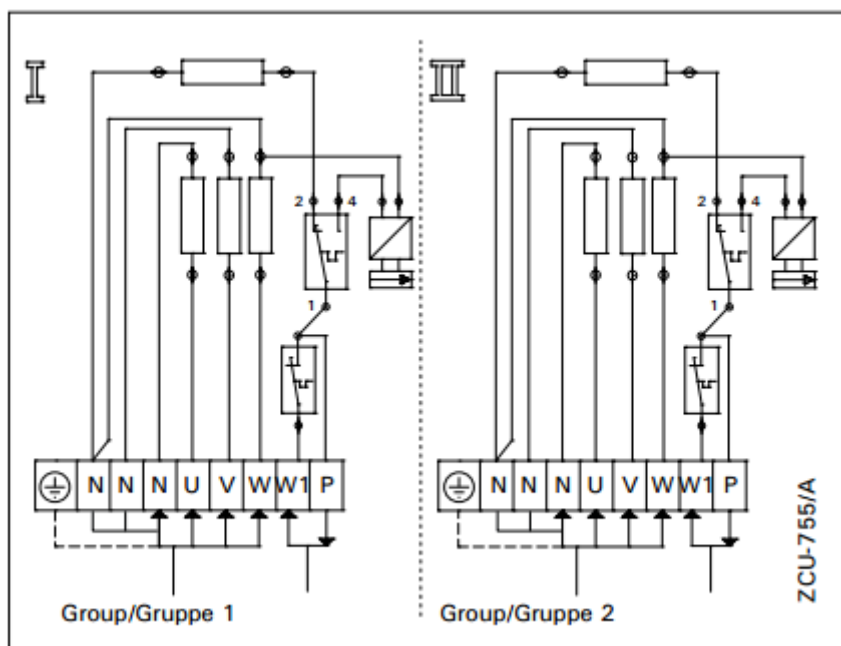 I
II
2
4
2
4
1
1
N N N U V W W1 P
N N N U V W W1 P
Group/Gruppe 1
Group/Gruppe 2
ZCU-755/A